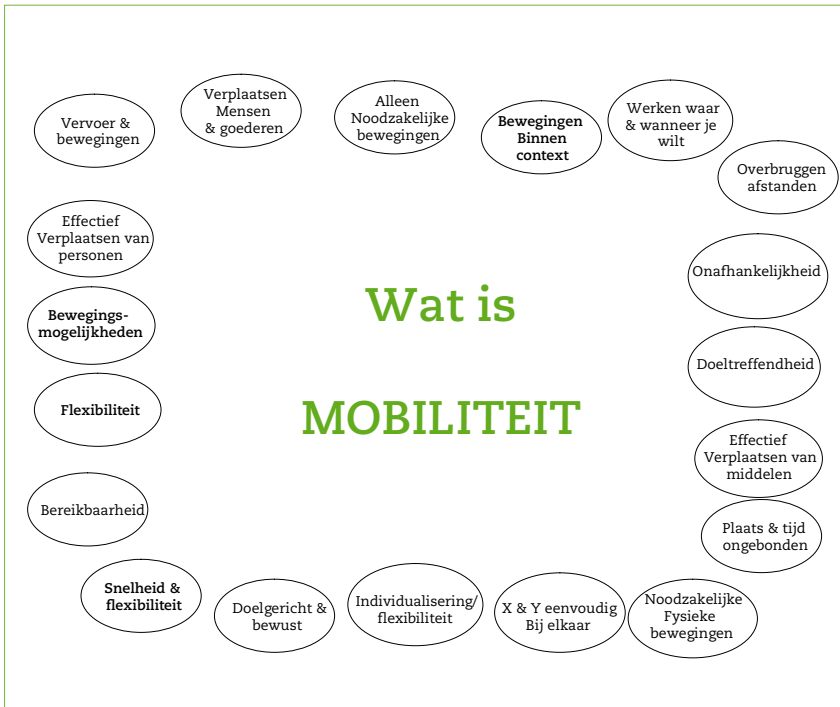 Vervoer &
bewegingen
Verplaatsen
Mensen
& goederen
Alleen
Noodzakelijke
bewegingen
Bewegingen
Binnen
context
Werken waar
& wanneer je
wilt
Overbruggen
afstanden
Effectief
Verplaatsen van
personen
Onafhankelijkheid
Bewegings-
mogelijkheden
Wat is
MOBILITEIT
Doeltreffendheid
Flexibiliteit
Effectief
Verplaatsen van
middelen
Bereikbaarheid
Plaats & tijd
ongebonden
Snelheid &
flexibiliteit
Doelgericht &
bewust
Individualisering/
flexibiliteit
X & Y eenvoudig
Bij elkaar
Noodzakelijke
Fysieke
bewegingen